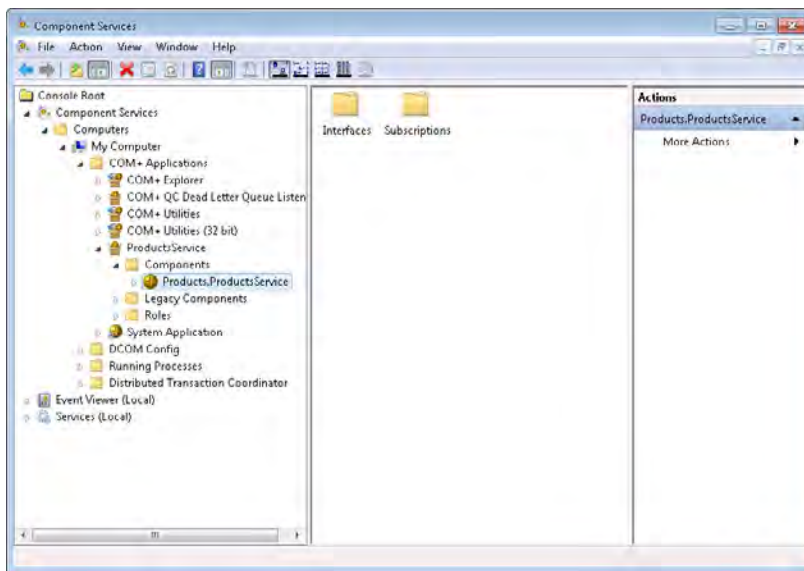 Component Services
File Action View Window Help
Console Root
Component Services
Computers
My Computer
COM+ Applications
COM+ Explorer
COM+ QC Dead Letter Queue Listen
COM+ Utilities
COM+ Utilities (32 bit)
ProductsService
Components
Products.ProductsService
Legacy Components
Roles
System Application
DCOM Config
Running Processes
Distributed Transaction Coordinator
Event Viewer (Local)
Services (Local)
Interfaces Subscriptions
Actions
Products.ProductsService
More Actions